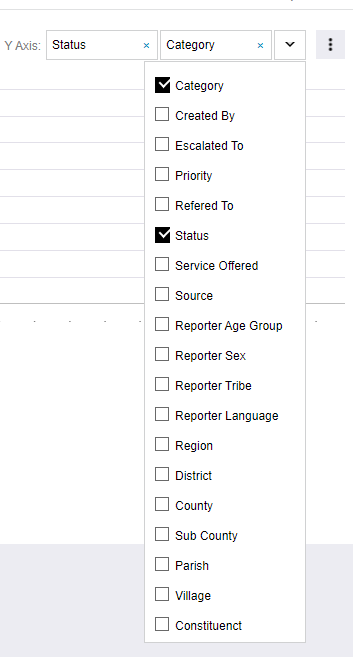 Y Axis: Status × Category ×
Category
Created By
Escalated To
Priority
Refered To
Status
Service Offered
Source
Reporter Age Group
Reporter Sex
Reporter Tribe
Reporter Language
Region
District
County
Sub County
Parish
Village
Constituenct